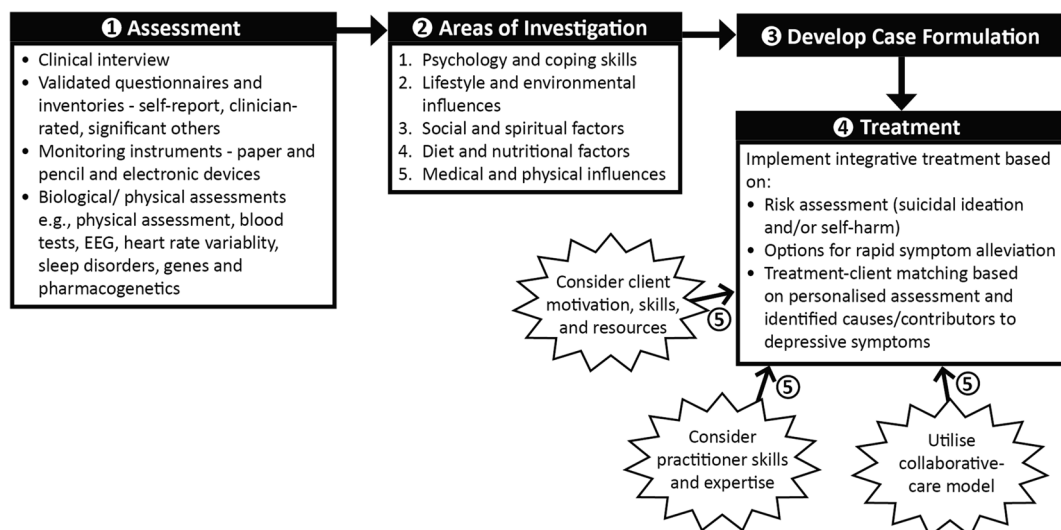 ❶ Assessment
• Clinical interview
• Validated questionnaires and
inventories - self-report, clinician-
rated, significant others
• Monitoring instruments - paper and
pencil and electronic devices
• Biological/ physical assessments
e.g., physical assessment, blood
tests, EEG, heart rate variablity,
sleep disorders, genes and
pharmacogenetics
❷ Areas of Investigation
1. Psychology and coping skills
2. Lifestyle and environmental
influences
3. Social and spiritual factors
4. Diet and nutritional factors
5. Medical and physical influences
❸ Develop Case Formulation
❹ Treatment
Implement integrative treatment based
on:
• Risk assessment (suicidal ideation
and/or self-harm)
• Options for rapid symptom alleviation
• Treatment-client matching based
on personalised assessment and
identified causes/contributors to
depressive symptoms
Consider client
motivation, skills,
and resources
⑤
Consider
practitioner skills
and expertise
⑤
Utilise
collaborative-
care model
⑤